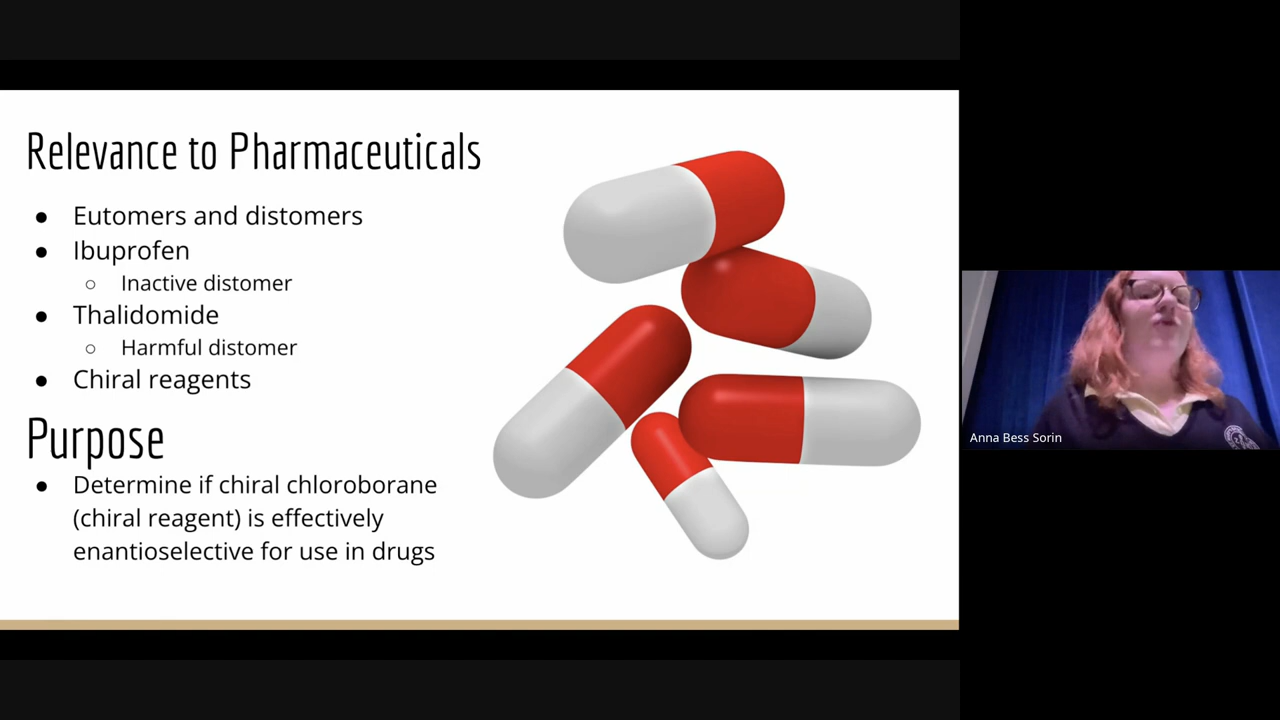 Relevance to Pharmaceuticals
● Eutomers and distomers
● Ibuprofen
○ Inactive distomer
● Thalidomide
○ Harmful distomer
● Chiral reagents
Purpose
● Determine if chiral chloroborane
(chiral reagent) is effectively
enantioselective for use in drugs
Anna Bess Sorin